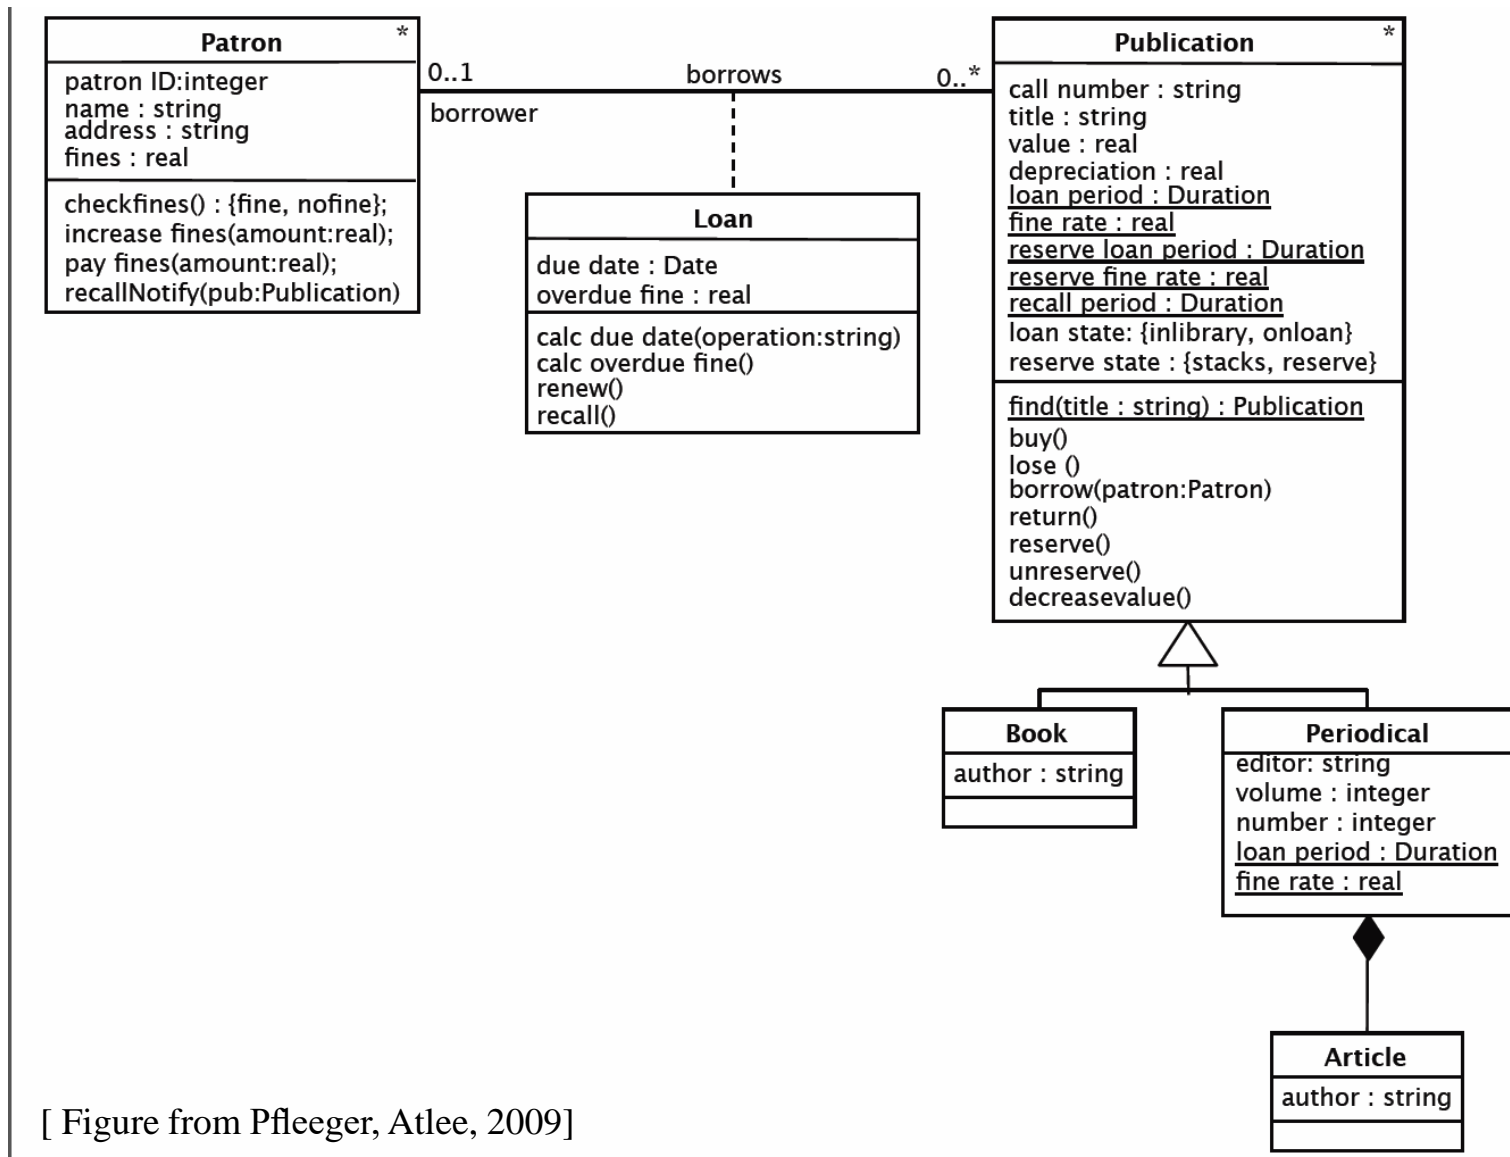 Patron *
patron ID:integer
name : string
address : string
fines : real
checkfines() : {fine, nofine};
increase fines(amount:real);
pay fines(amount:real);
recallNotify(pub:Publication)
0..1 borrows 0..*
borrower
Loan
due date : Date
overdue fine : real
calc due date(operation:string)
calc overdue fine()
renew()
recall()
Publication *
call number : string
title : string
value : real
depreciation : real
loan period : Duration
fine rate : real
reserve loan period : Duration
reserve fine rate : real
recall period : Duration
loan state: {inlibrary, onloan}
reserve state : {stacks, reserve}
find(title : string) : Publication
buy()
lose ()
borrow(patron:Patron)
return()
reserve()
unreserve()
decreasevalue()
Book
author : string
Periodical
editor: string
volume : integer
number : integer
loan period : Duration
fine rate : real
Article
author : string
[ Figure from Pfleeger, Atlee, 2009]